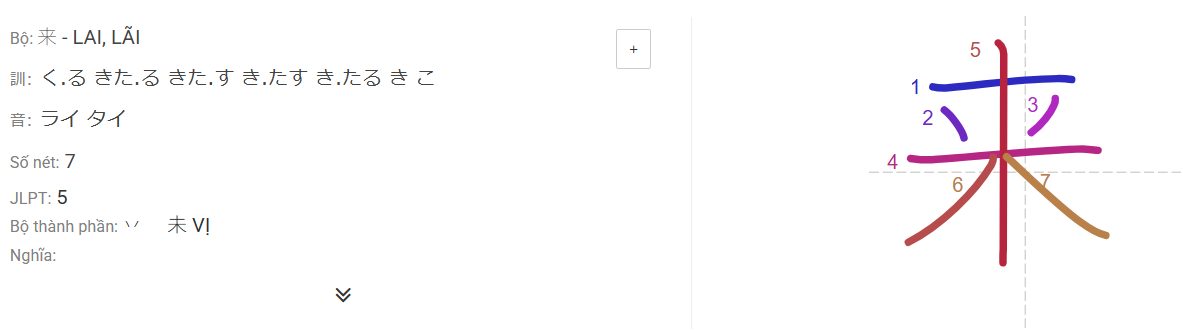 Bộ: 来 - LAI, LÃI
+
訓: く.る きた.る きた.す き.たす き.たる き こ
音: ライ タイ
Số nét: 7
JLPT: 5
Bộ thành phần: 丷 未 VỊ
Nghĩa:
来
1
2
3
4
5
6
7